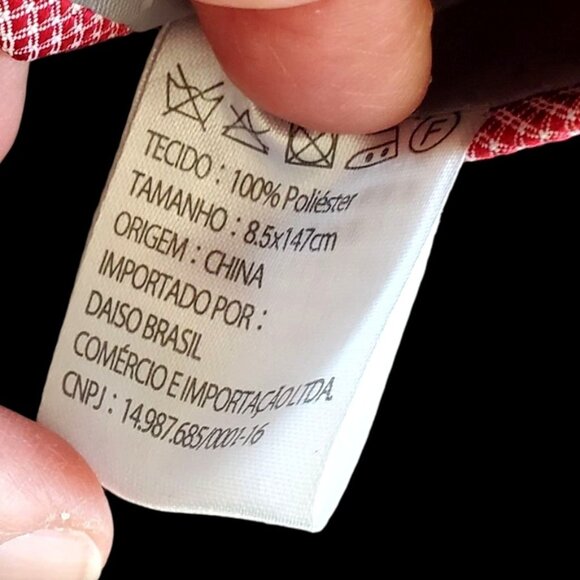 F
TECIDO : 100% Poliéster
TAMANHO : 8.5x147cm
ORIGEM : CHINA
IMPORTADO POR :
DAISO BRASIL
COMÉRCIO E IMPORTAÇÃO LTDA.
CNPJ : 14.987.685/0001-16